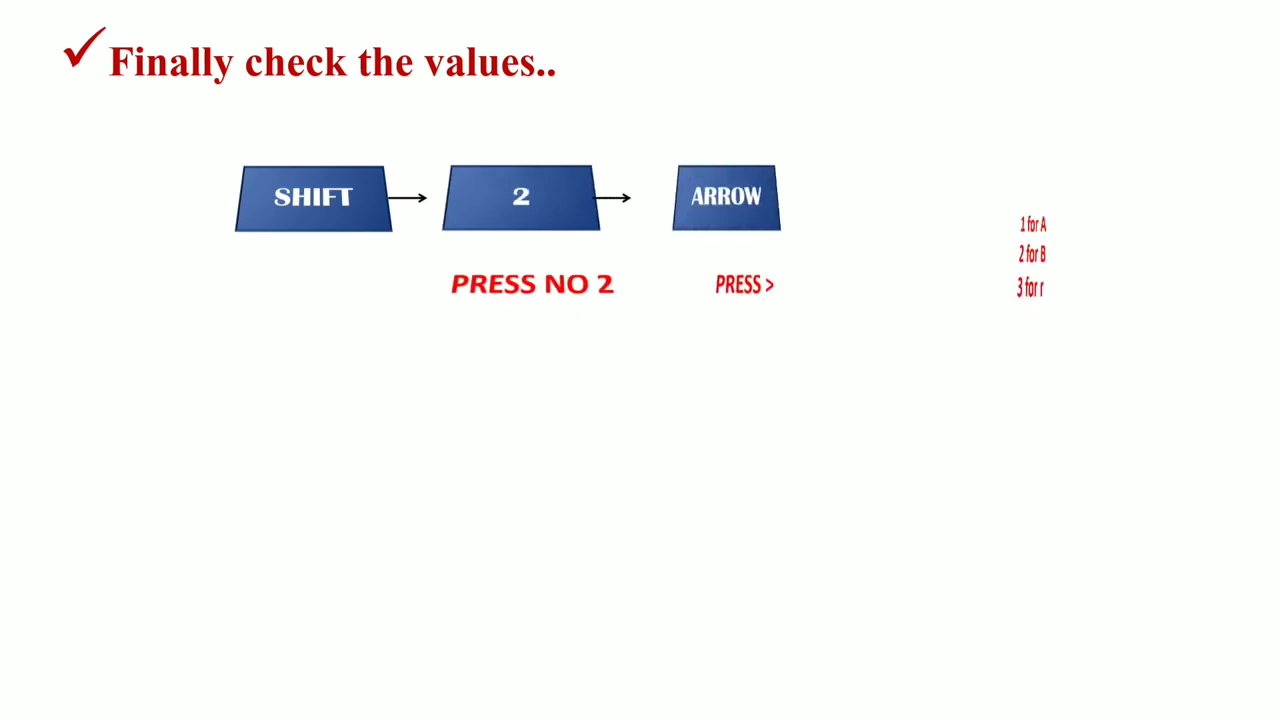 Finally check the values..
SHIFT 2 ARROW
PRESS NO 2 PRESS >
1 for A
2 for B
3 for r